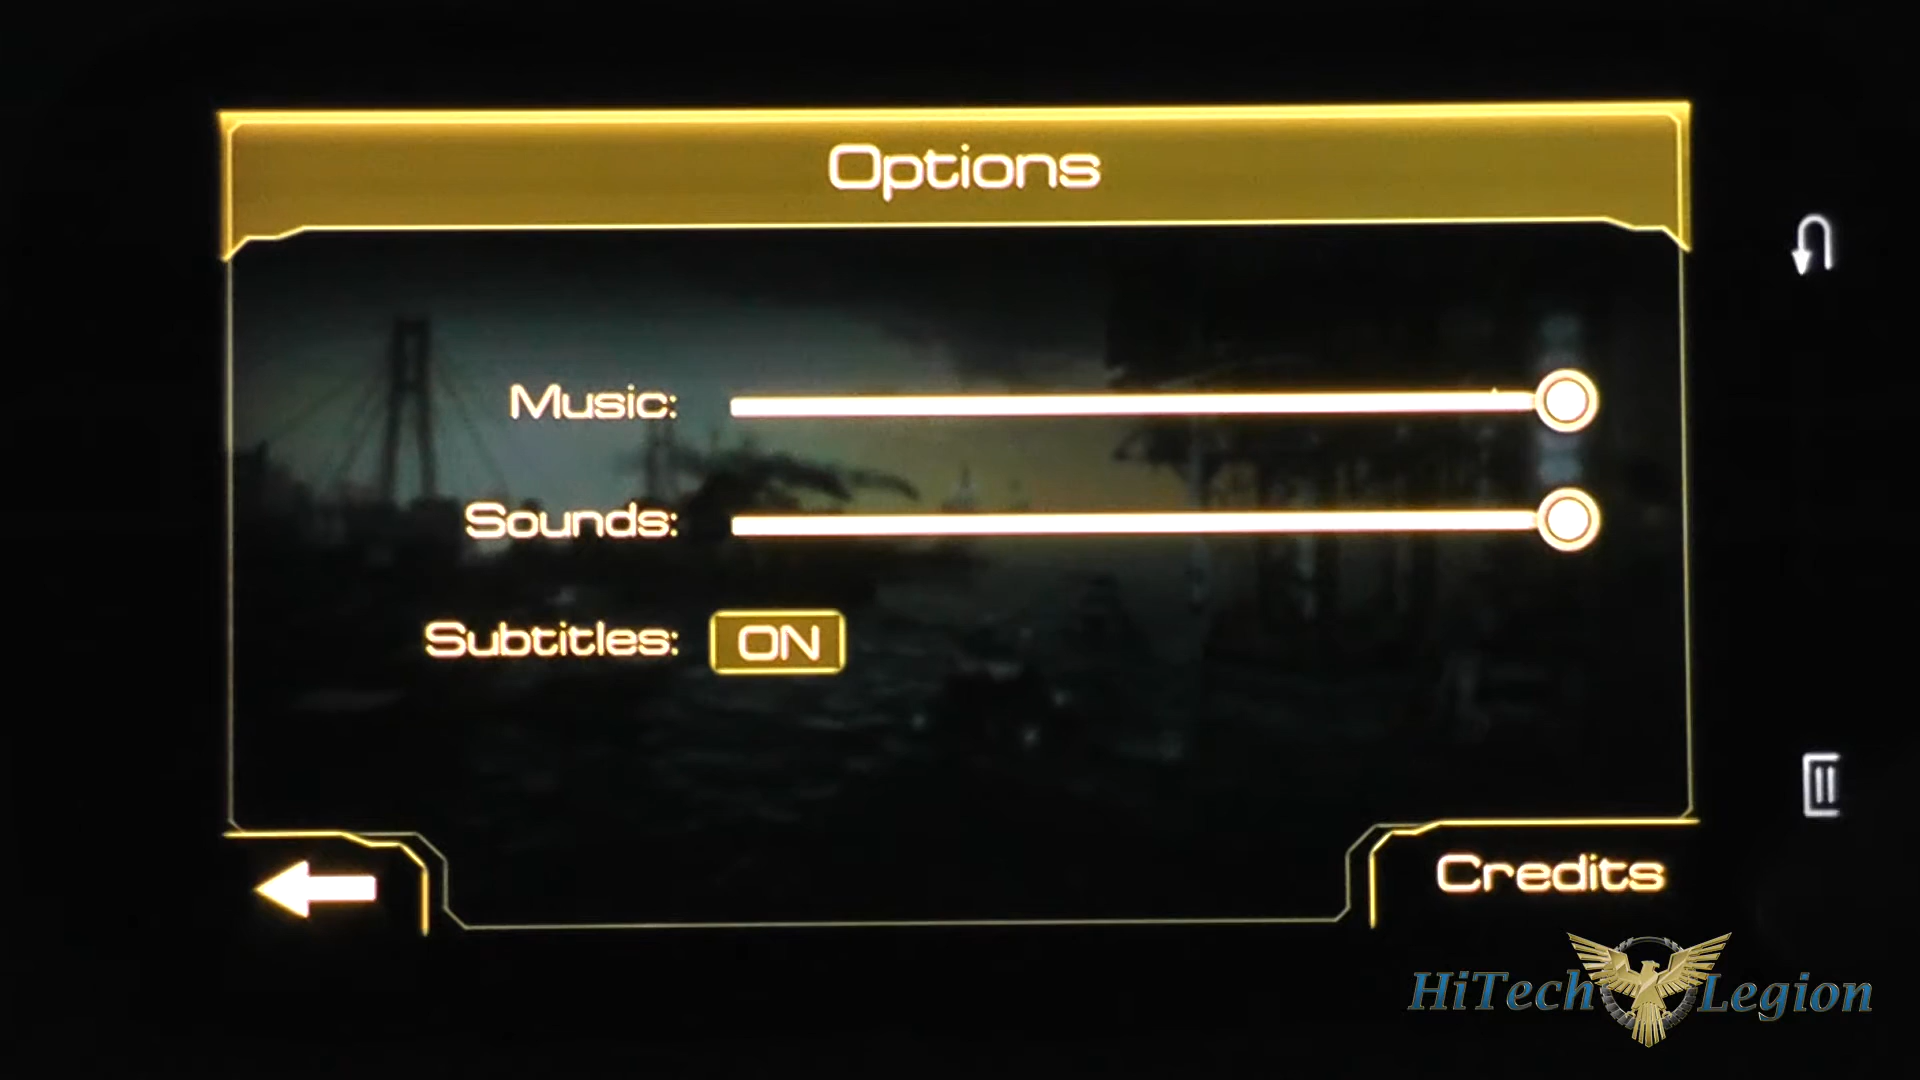 Options
Music:
Sounds:
Subtitles: ON
Credits
HiTech Legion